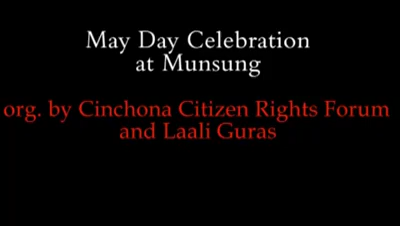 May Day Celebration
at Munsung
org. by Cinchona Citizen Rights Forum
and Laali Guras